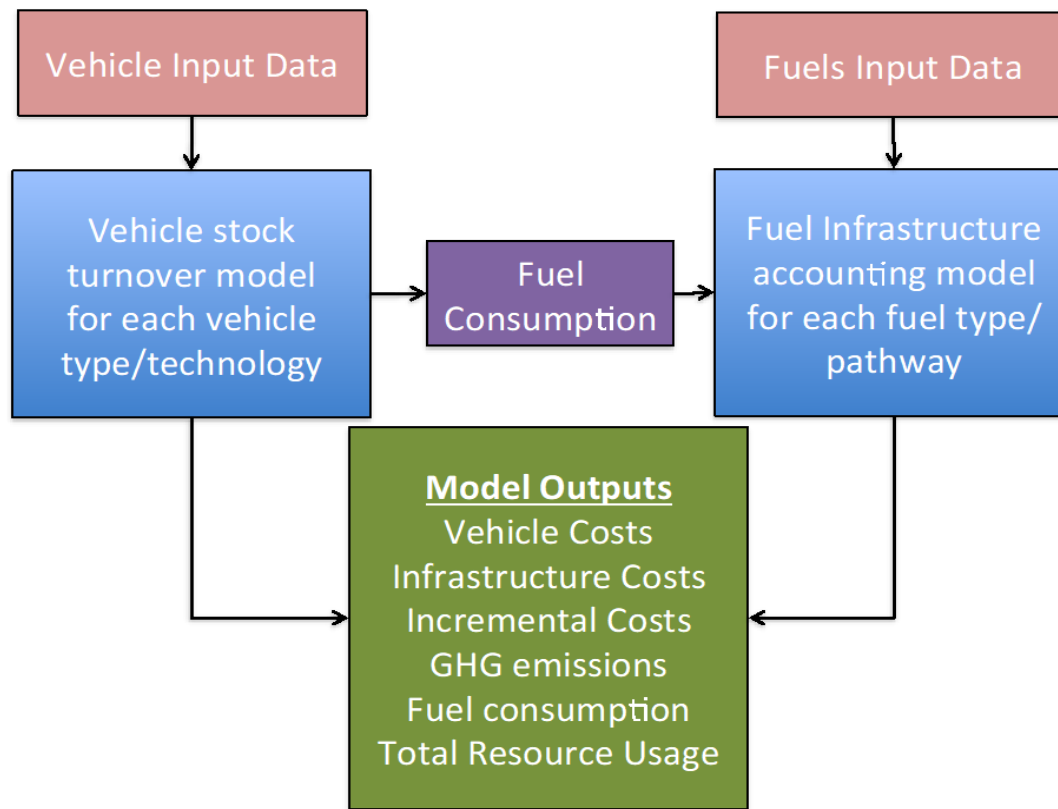 Vehicle Input Data
Fuels Input Data
Vehicle stock
turnover model
for each vehicle
type/technology
Fuel
Consumption
Fuel Infrastructure
accounting model
for each fuel type/
pathway
Model Outputs
Vehicle Costs
Infrastructure Costs
Incremental Costs
GHG emissions
Fuel consumption
Total Resource Usage